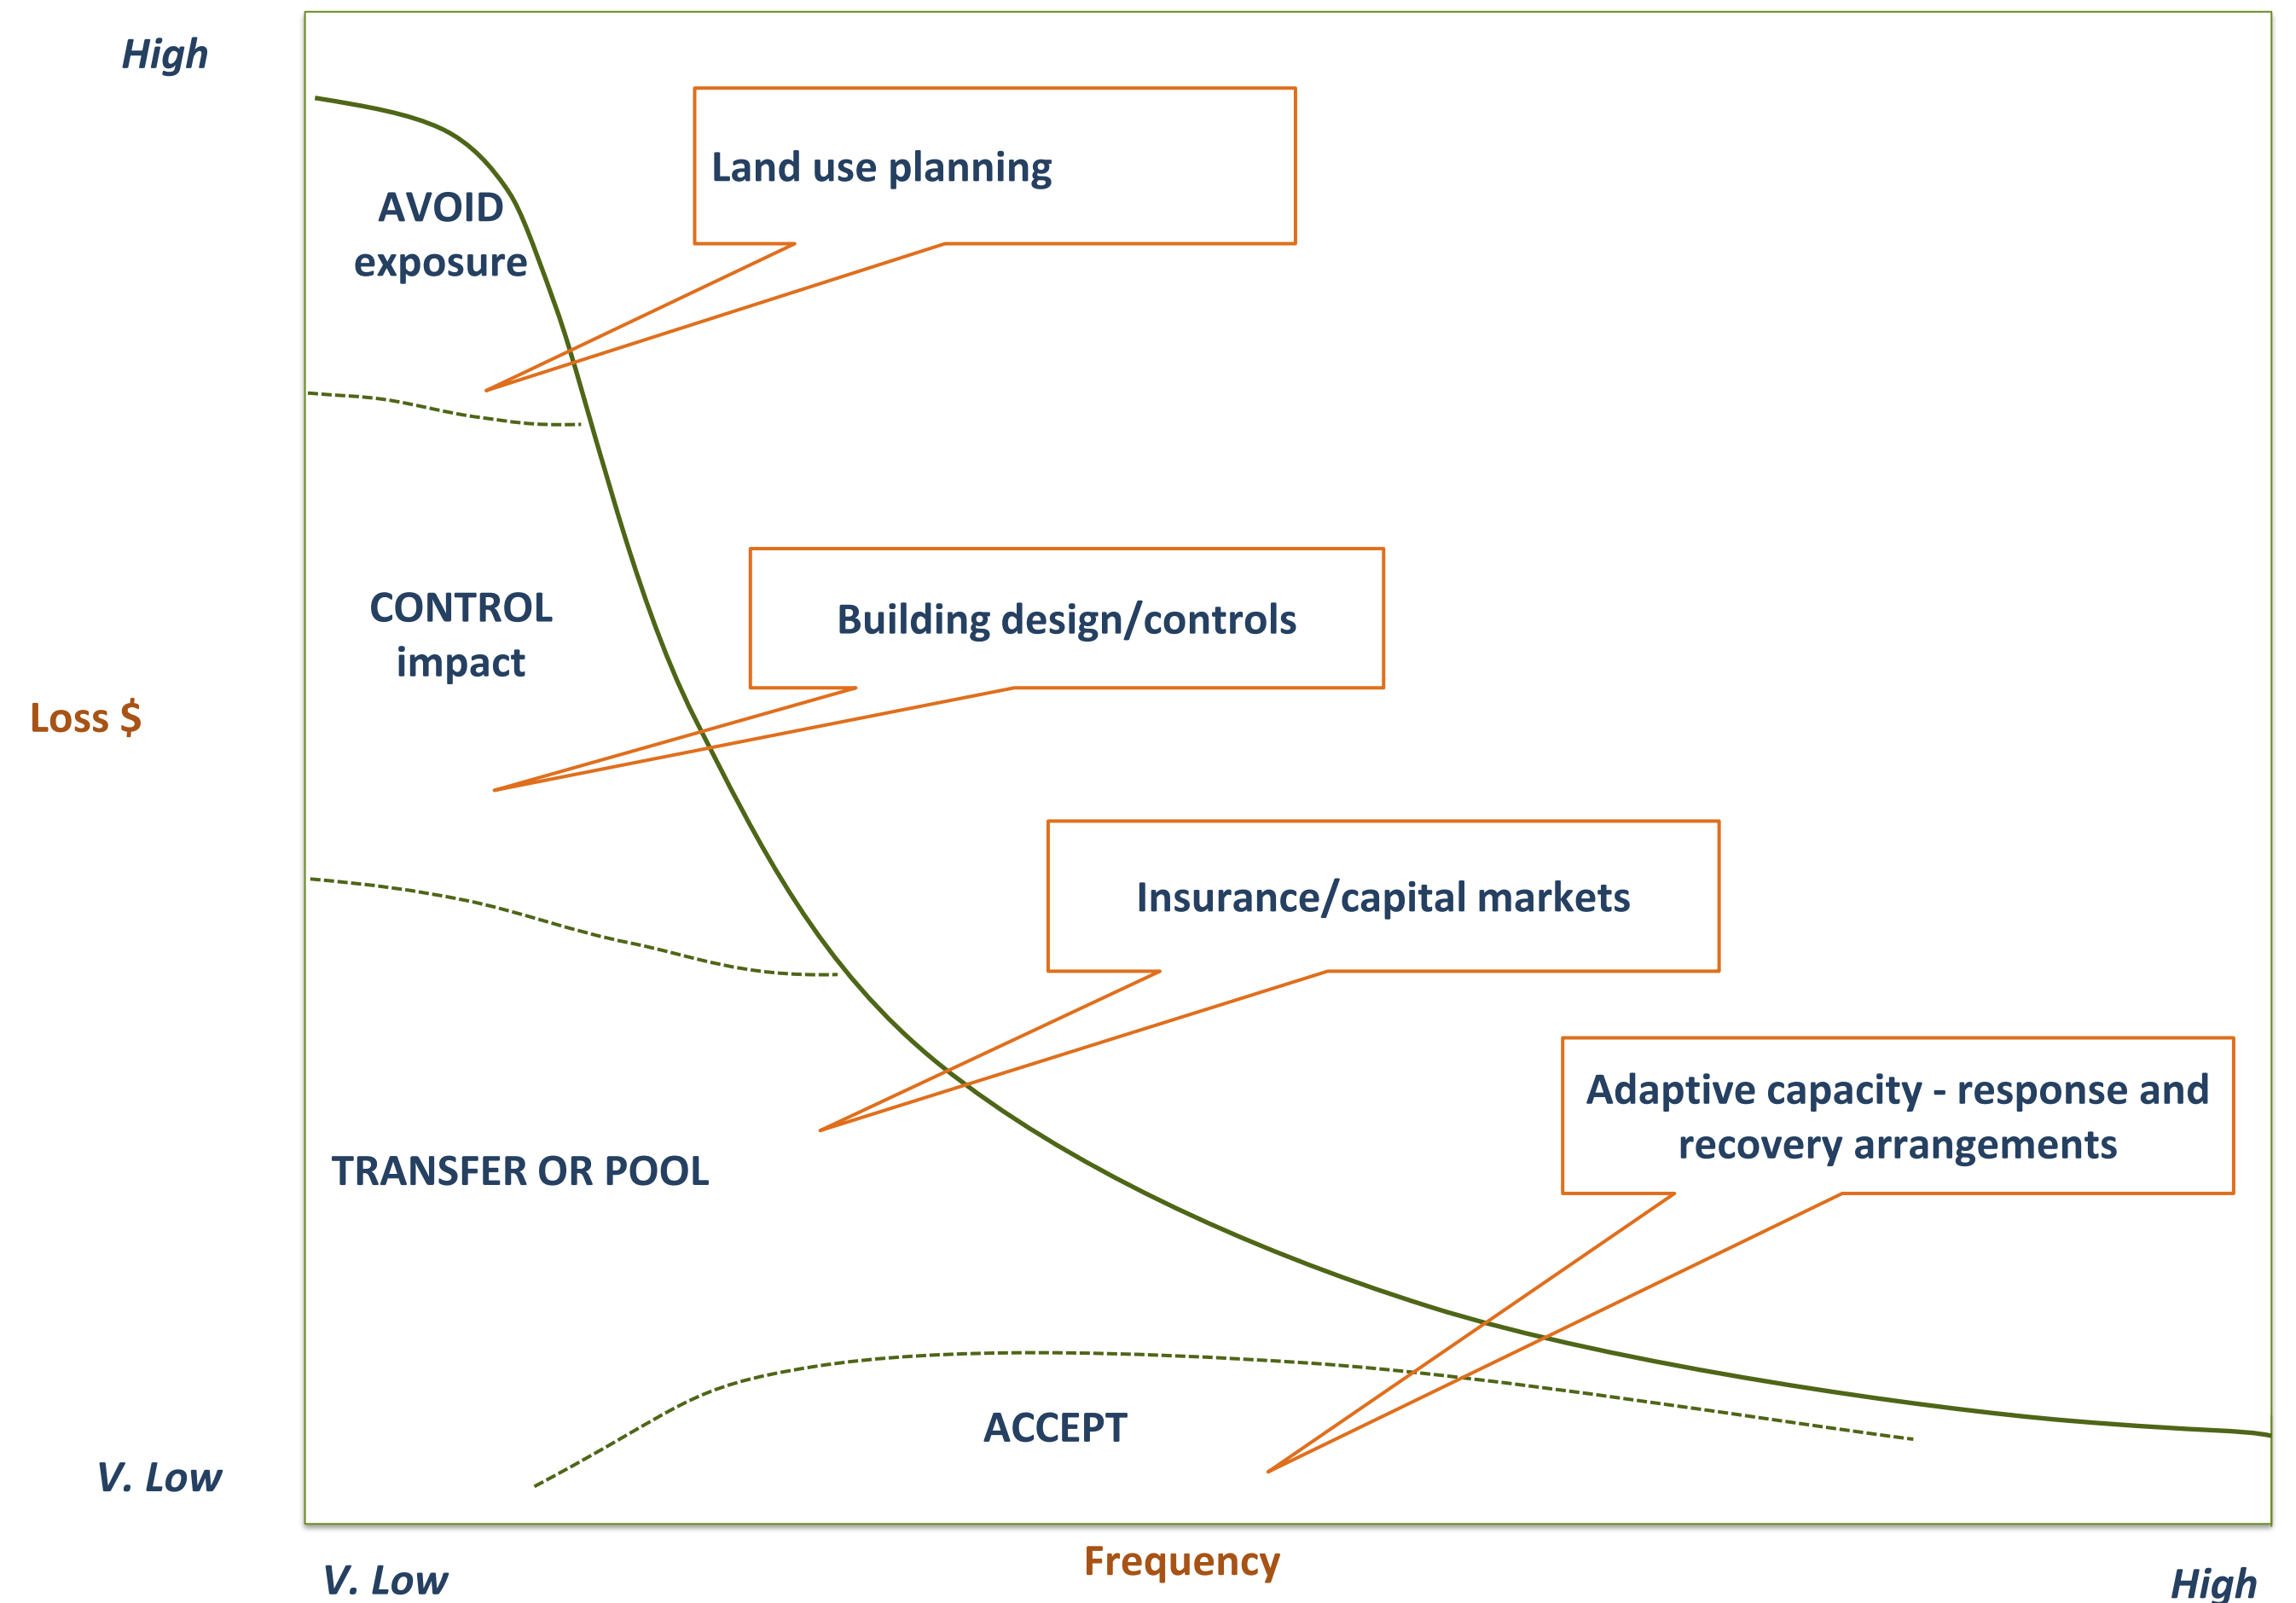 High
Land use planning
AVOID
exposure
Building design/controls
CONTROL
impact
Loss $
Insurance/capital markets
Adaptive capacity - response and
recovery arrangements
TRANSFER OR POOL
ACCEPT
V. Low
Frequency
V. Low
High